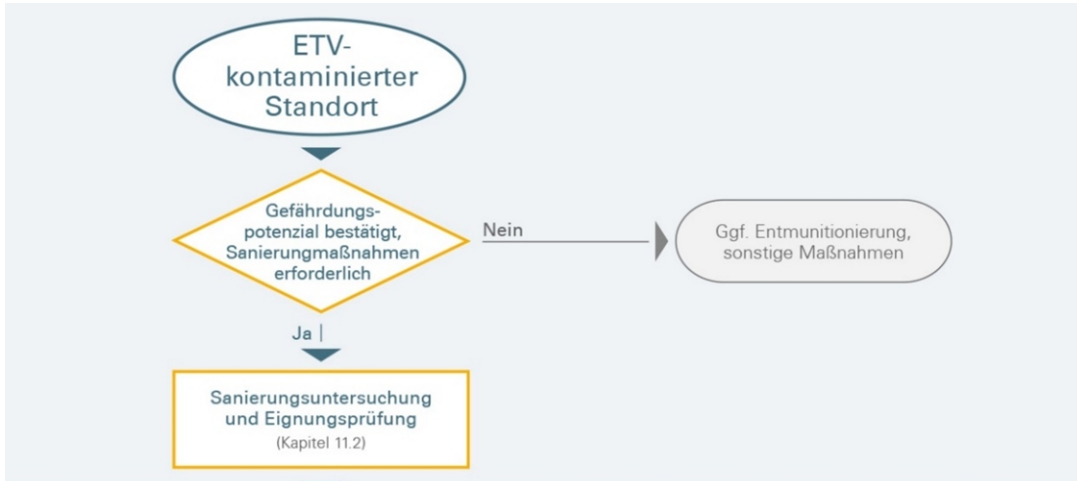 ETV-
kontaminierter
Standort
Gefährdungs-
potenzial bestätigt,
Sanierungmaßnahmen
erforderlich
Nein
Ggf. Entmunitionierung,
sonstige Maßnahmen
Ja
Sanierungsuntersuchung
und Eignungsprüfung
(Kapitel 11.2)